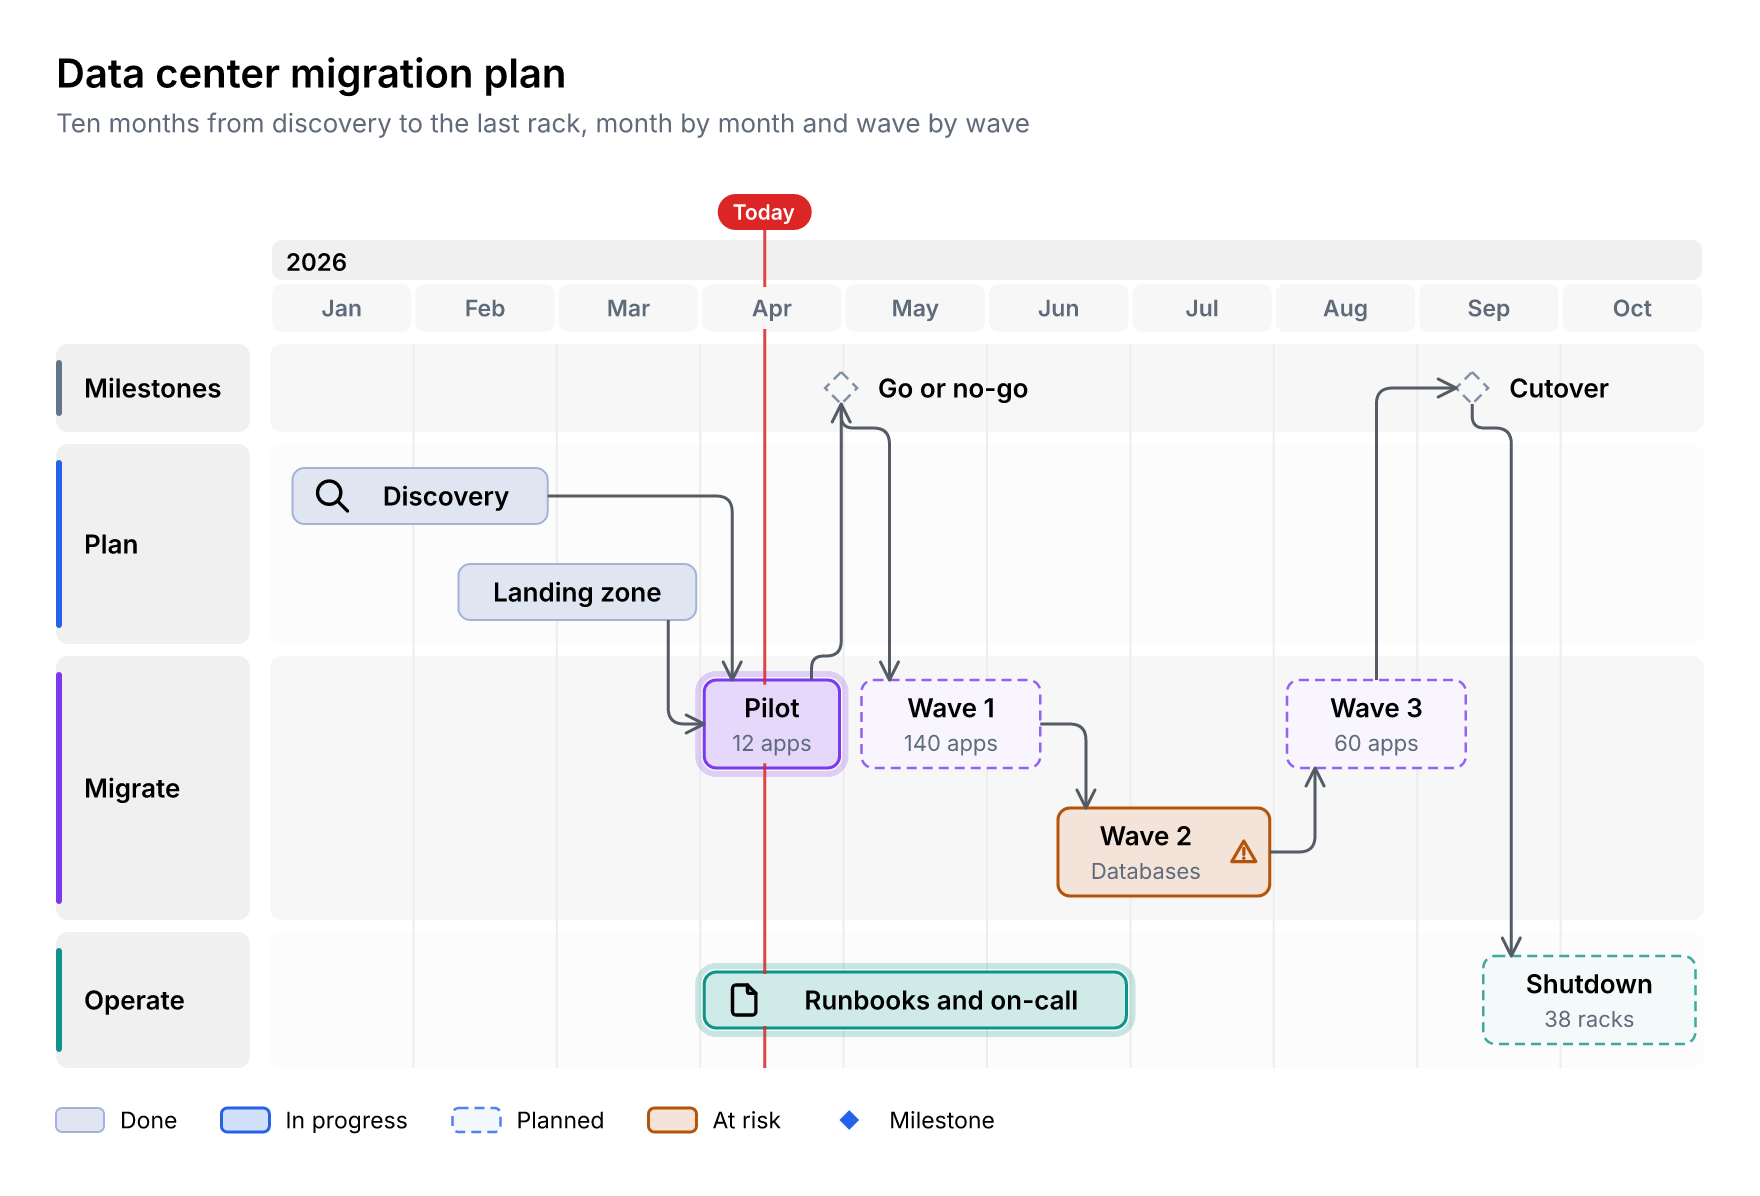 Data center migration plan
Ten months from discovery to the last rack, month by month and wave by wave
Today
2026
Jan
Feb
Mar
Apr
May
Jun
Jul
Aug
Sep
Oct
Milestones
Go or no-go
Cutover
Plan
Discovery
Landing zone
Migrate
Pilot
12 apps
Wave 1
140 apps
Wave 3
60 apps
Wave 2
Databases
Operate
Runbooks and on-call
Shutdown
38 racks
Done
In progress
Planned
At risk
Milestone